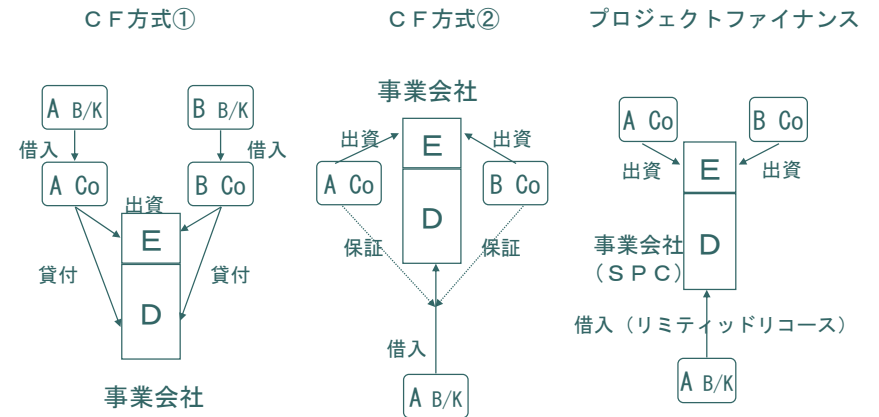 ＣＦ方式①
A B/K
B B/K
借入
借入
A Co
B Co
出資
E
貸付
貸付
D
事業会社
ＣＦ方式②
事業会社
出資
出資
E
A Co
B Co
D
保証
保証
借入
A B/K
プロジェクトファイナンス
A Co
B Co
E
出資
出資
事業会社
（ＳＰＣ）
D
借入（リミティッドリコース）
A B/K